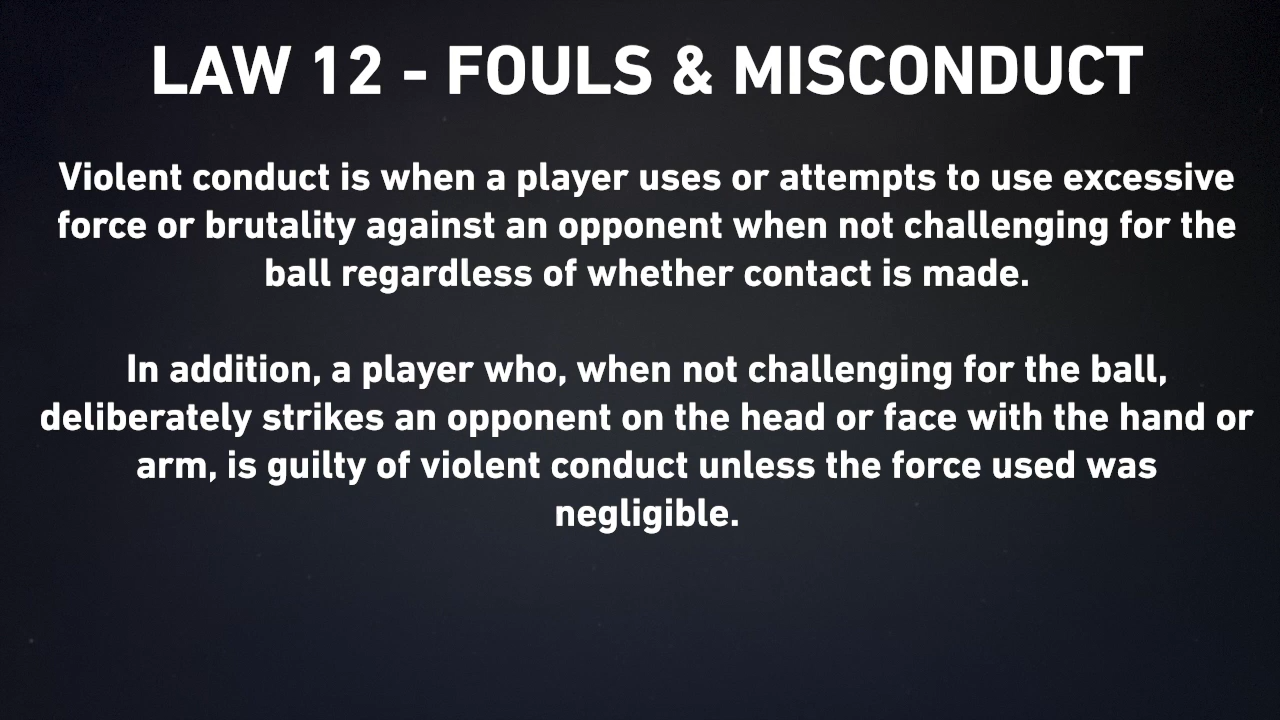 LAW 12 - FOULS & MISCONDUCT
Violent conduct is when a player uses or attempts to use excessive
force or brutality against an opponent when not challenging for the
ball regardless of whether contact is made.
In addition, a player who, when not challenging for the ball,
deliberately strikes an opponent on the head or face with the hand or
arm, is guilty of violent conduct unless the force used was
negligible.